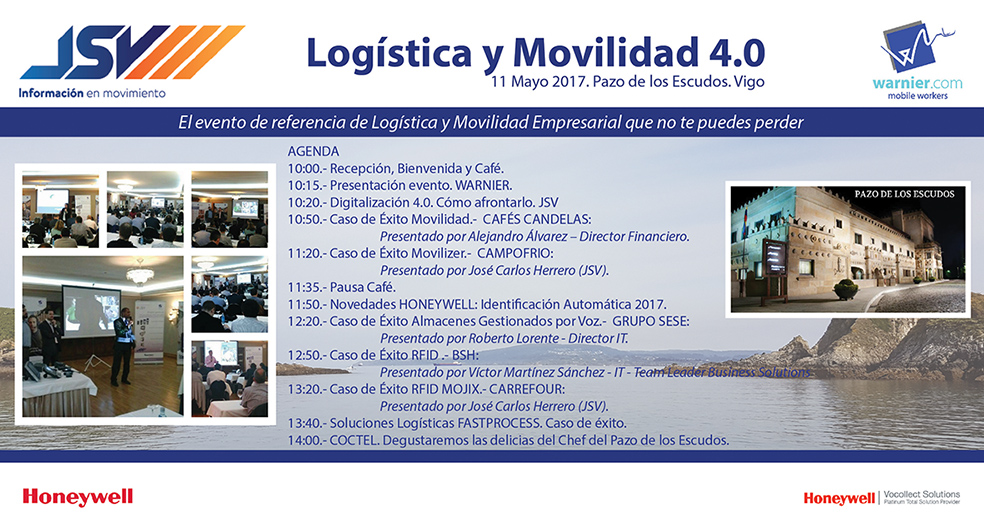 JSV
Información en movimiento
Logística y Movilidad 4.0
11 Mayo 2017. Pazo de los Escudos. Vigo
W
warnier.com
mobile workers
El evento de referencia de Logística y Movilidad Empresarial que no te puedes perder
AGENDA
10:00.- Recepción, Bienvenida y Café.
10:15.- Presentación evento. WARNIER.
10:20.- Digitalización 4.0. Cómo afrontarlo. JSV
10:50.- Caso de Éxito Movilidad.- CAFÉS CANDELAS:
Presentado por Alejandro Álvarez – Director Financiero.
11:20.- Caso de Éxito Movilizer.- CAMPOFRIO:
Presentado por José Carlos Herrero (JSV).
11:35.- Pausa Café.
11:50.- Novedades HONEYWELL: Identificación Automática 2017.
12:20.- Caso de Éxito Almacenes Gestionados por Voz.- GRUPO SESE:
Presentado por Roberto Lorente - Director IT.
12:50.- Caso de Éxito RFID .- BSH:
Presentado por Víctor Martínez Sánchez - IT - Team Leader Business Solutions
13:20.- Caso de Éxito RFID MOJIX.- CARREFOUR:
Presentado por José Carlos Herrero (JSV).
13:40.- Soluciones Logísticas FASTPROCESS. Caso de éxito.
14:00.- COCTEL. Degustaremos las delicias del Chef del Pazo de los Escudos.
PAZO DE LOS ESCUDOS
Honeywell
Honeywell | Vocollect Solutions
Platinum Total Solution Provider